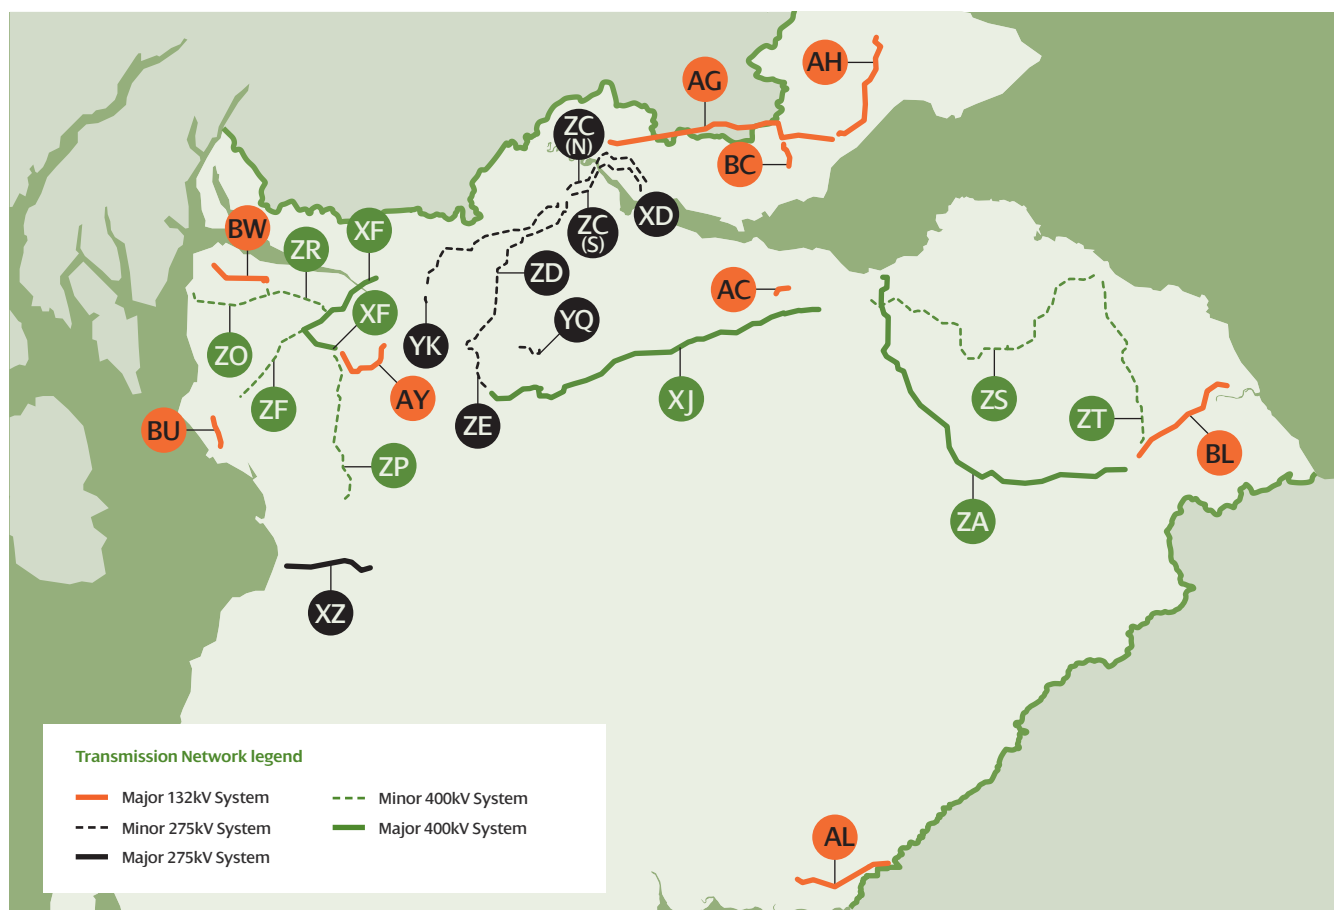 AH
AG
ZC
(N)
BC
XD
BW
XF
ZR
ZC
(S)
ZD
AC
XF
YQ
YK
ZO
AY
ZF
XJ
ZS
ZT
ZE
BU
BL
ZP
ZA
XZ
AL
Transmission Network legend
Major 132kV System
Minor 400kV System
Minor 275kV System
Major 400kV System
Major 275kV System